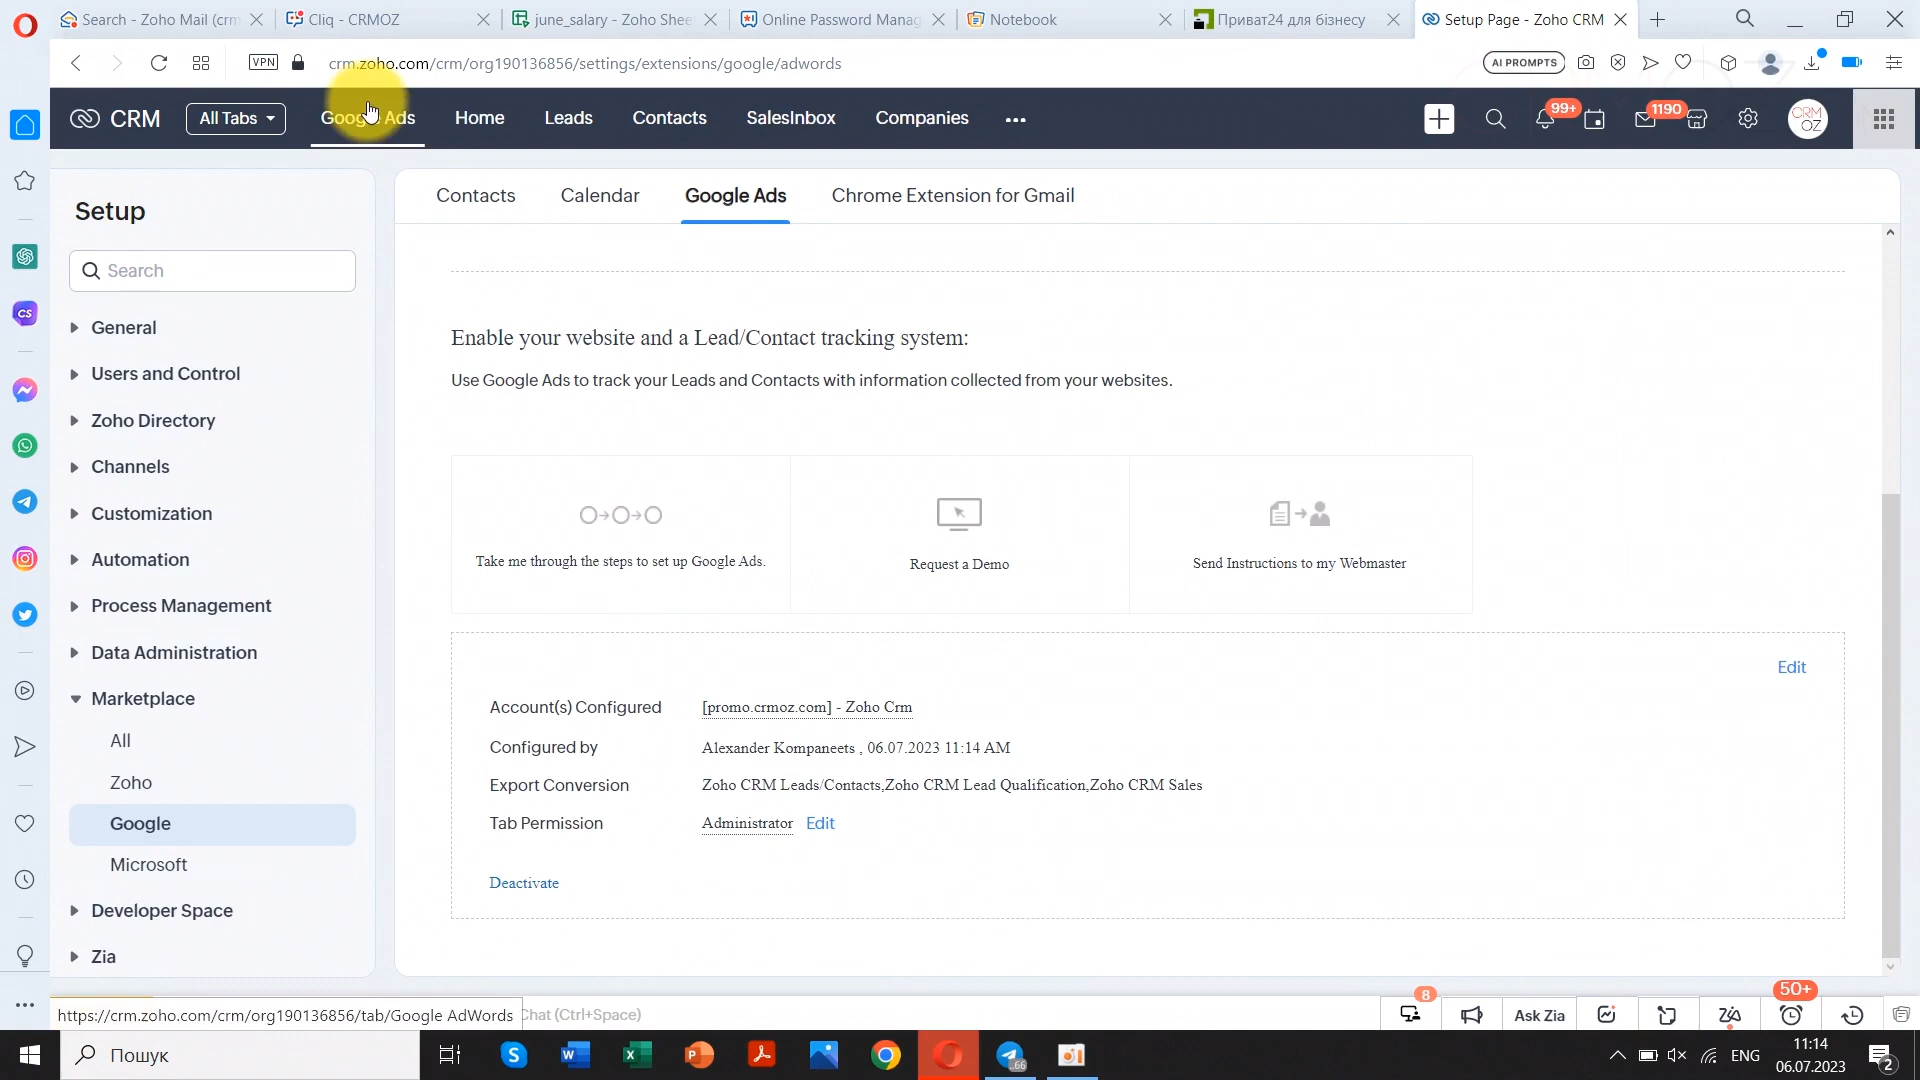 Search - Zoho Mail (crm
Cliq - CRMOZ
june_salary - Zoho Shee
Online Password Manag
Notebook
Приват24 для бізнесу
Setup Page - Zoho CRM
VPN
crm.zoho.com/crm/org190136856/settings/extensions/google/adwords
AI PROMPTS
CRM
All Tabs
Google Ads
Home
Leads
Contacts
SalesInbox
Companies
99+
1190
CRM
OZ
Setup
Search
General
Users and Control
Zoho Directory
Channels
Customization
Automation
Process Management
Data Administration
Marketplace
All
Zoho
Google
Microsoft
Developer Space
Zia
CS
Contacts
Calendar
Google Ads
Chrome Extension for Gmail
Enable your website and a Lead/Contact tracking system:
Use Google Ads to track your Leads and Contacts with information collected from your websites.
Take me through the steps to set up Google Ads.
Request a Demo
Send Instructions to my Webmaster
Edit
Account(s) Configured [promo.crmoz.com] - Zoho Crm
Configured by Alexander Kompaneets , 06.07.2023 11:14 AM
Export Conversion Zoho CRM Leads/Contacts,Zoho CRM Lead Qualification,Zoho CRM Sales
Tab Permission Administrator Edit
Deactivate
https://crm.zoho.com/crm/org190136856/tab/Google AdWords
Chat (Ctrl+Space)
8
Ask Zia
50+
Пошук
66
ENG
11:14
06.07.2023
2